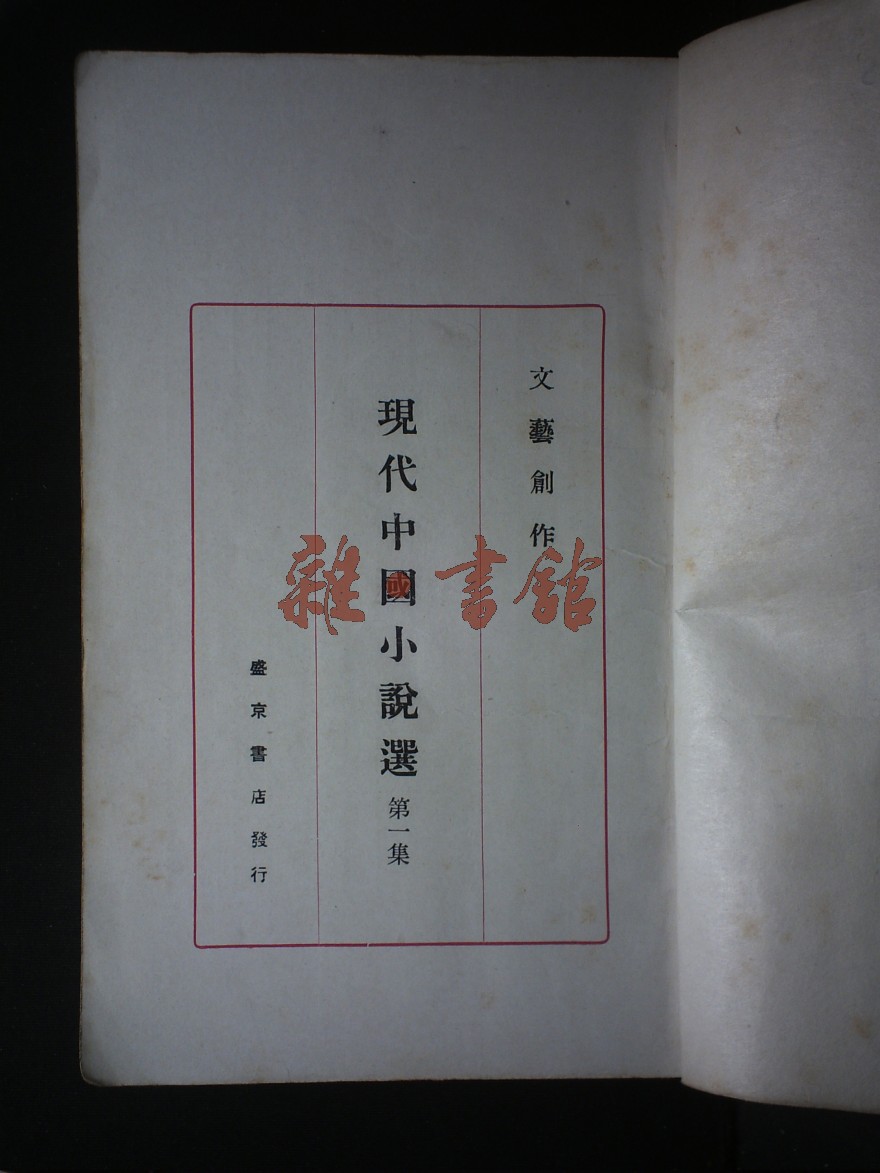 文藝創作
現代中國小說選 第一集
盛京書店發行
雜書館